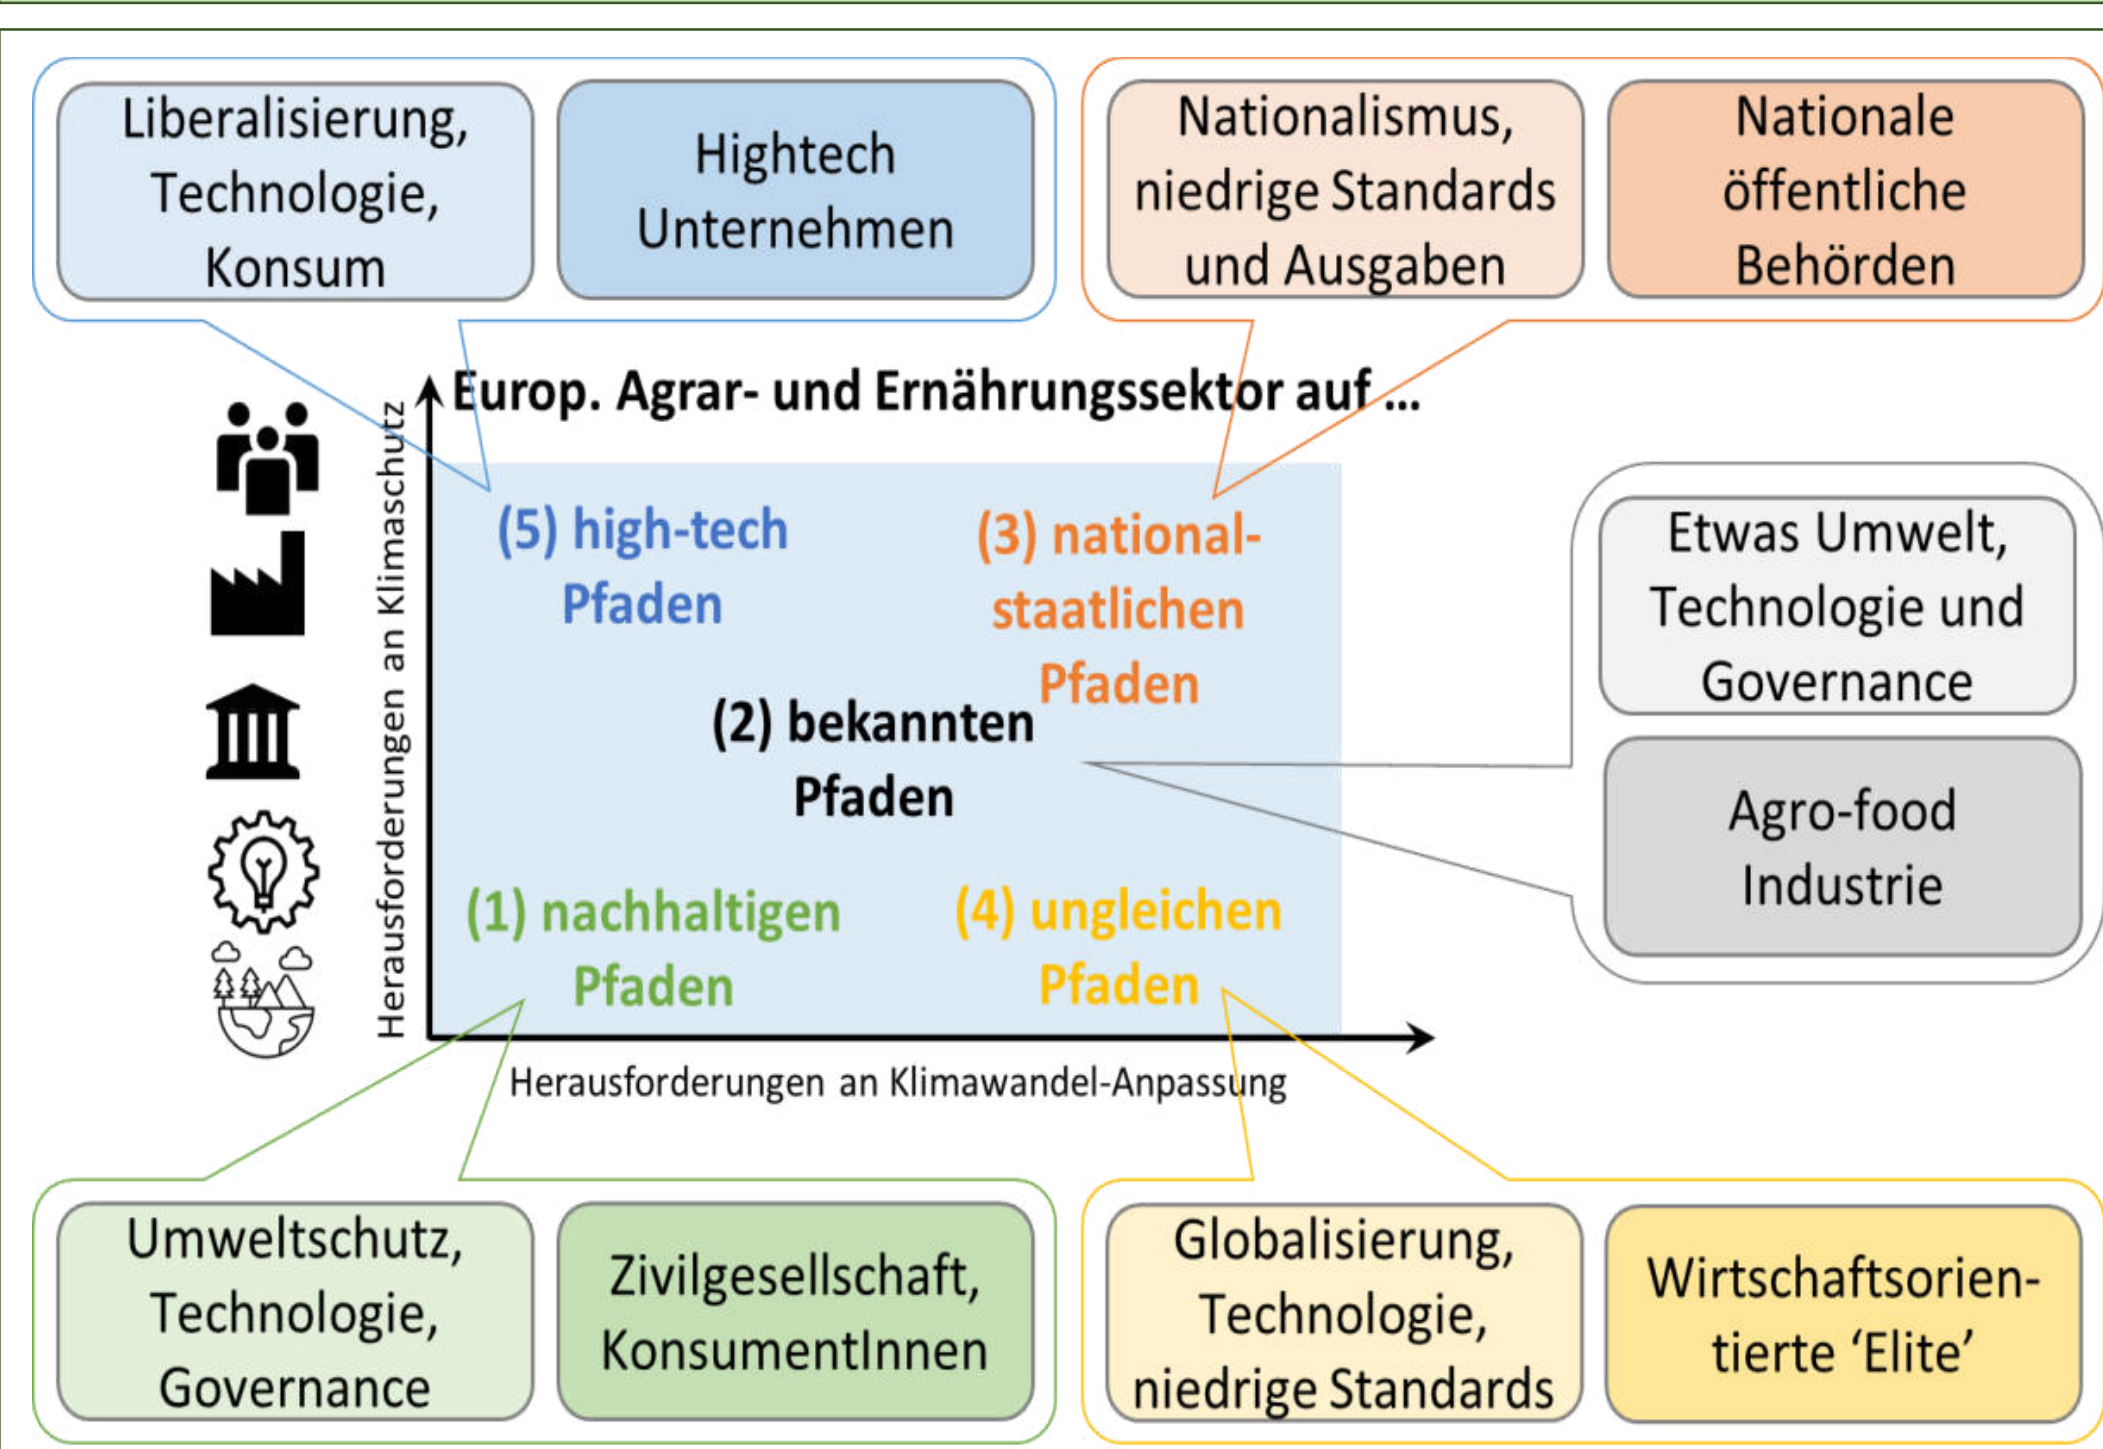 Liberalisierung,
Technologie,
Konsum
Hightech
Unternehmen
Nationalismus,
niedrige Standards
und Ausgaben
Nationale
öffentliche
Behörden
Europ. Agrar- und Ernährungssektor auf ...
Herausforderungen an Klimaschutz
(5) high-tech
Pfaden
(3) national-
staatlichen
Pfaden
(2) bekannten
Pfaden
(1) nachhaltigen
Pfaden
(4) ungleichen
Pfaden
Etwas Umwelt,
Technologie und
Governance
Agro-food
Industrie
Herausforderungen an Klimawandel-Anpassung
Umweltschutz,
Technologie,
Governance
Zivilgesellschaft,
KonsumentInnen
Globalisierung,
Technologie,
niedrige Standards
Wirtschaftsorien-
tierte ‘Elite’